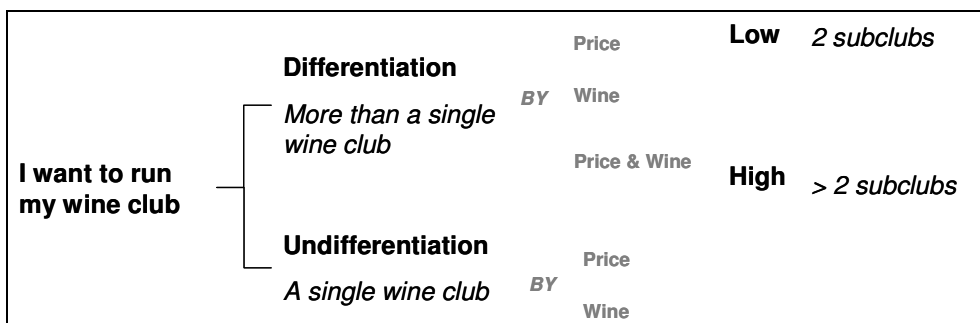 Low 2 subclubs
Price
Differentiation
BY Wine
More than a single
wine club
Price & Wine
I want to run
my wine club
High > 2 subclubs
Undifferentiation
Price
A single wine club BY
Wine